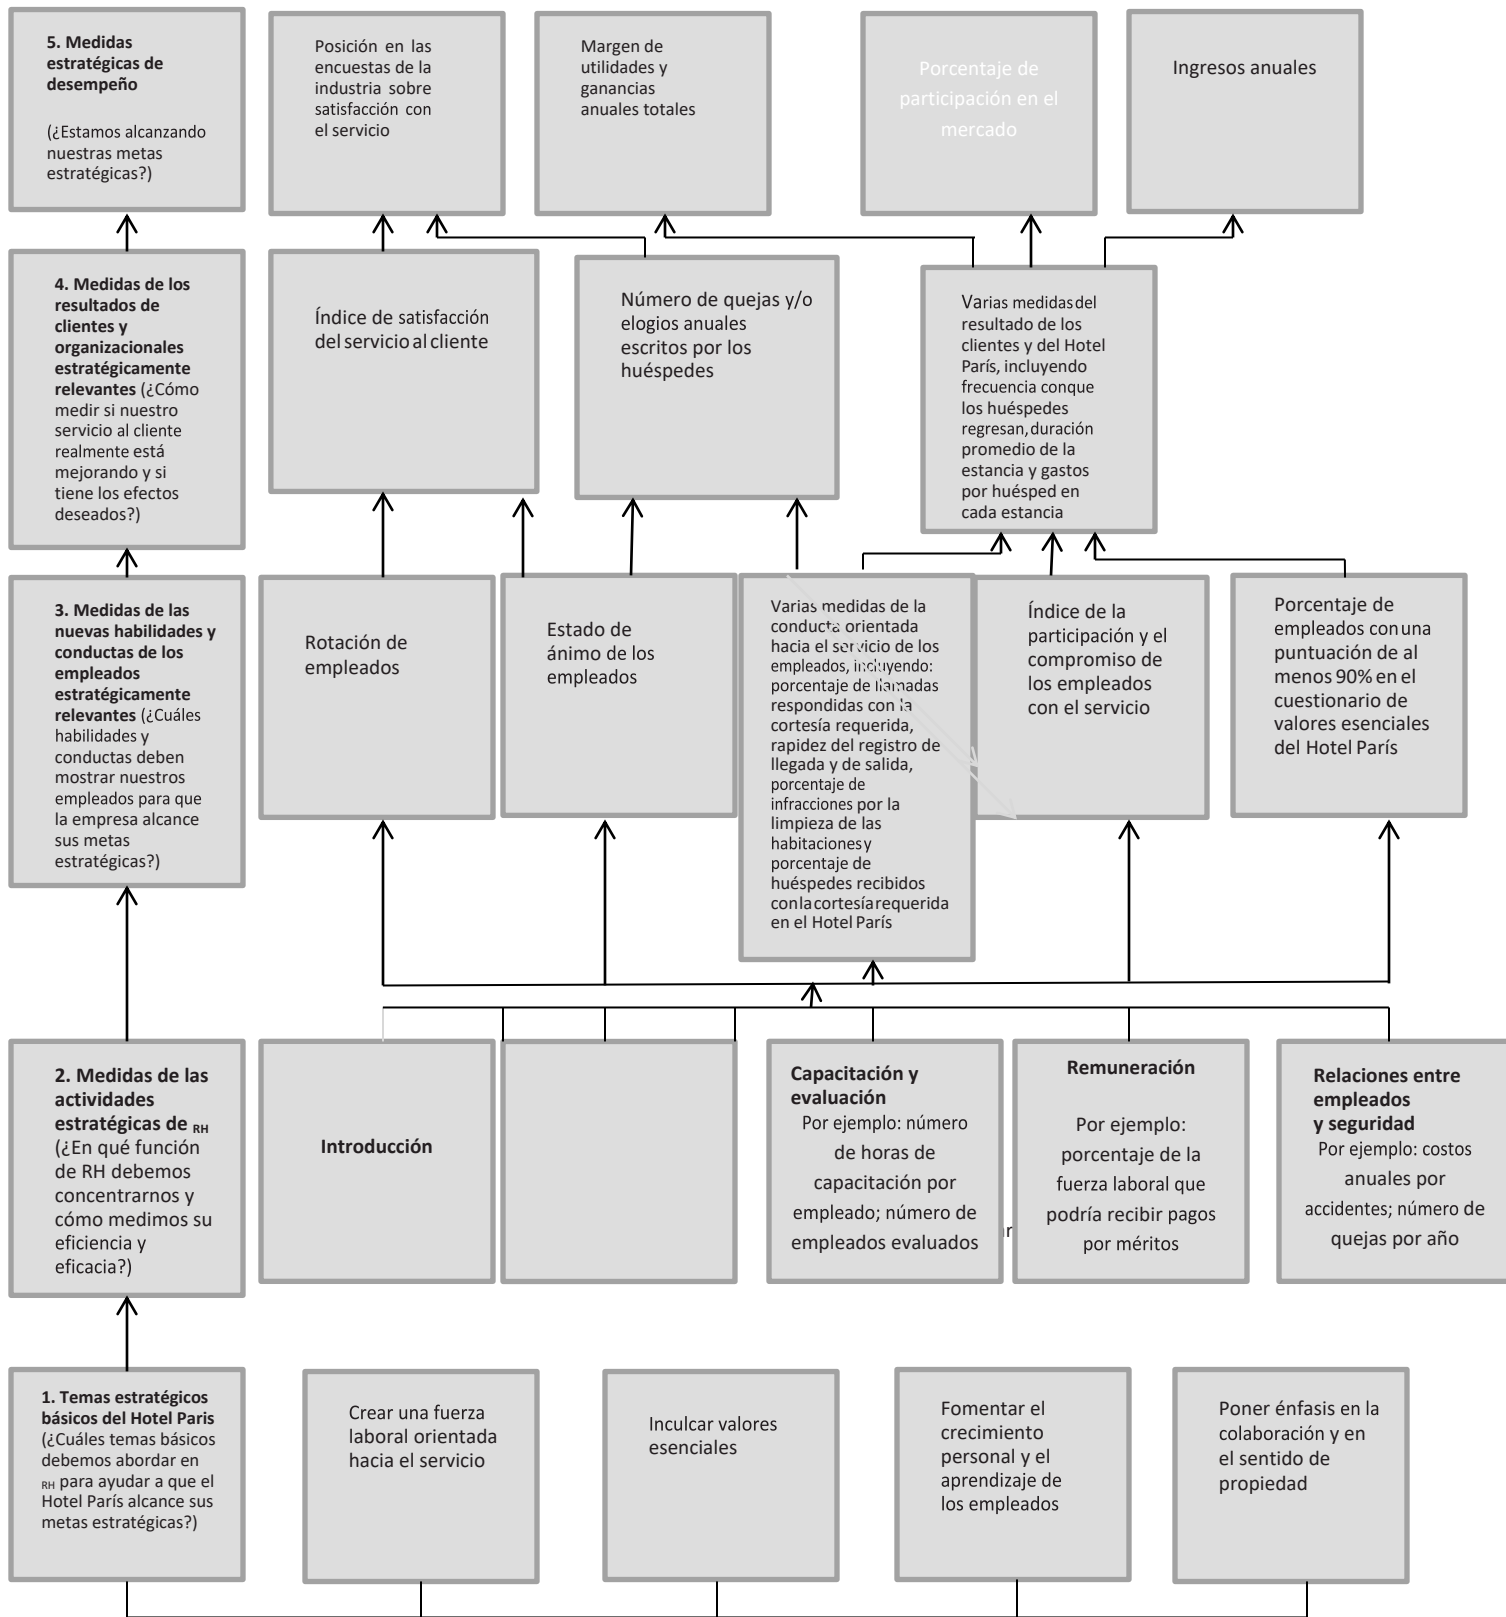 5. Medidas
estratégicas de
desempeño
(¿Estamos alcanzando
nuestras metas
estratégicas?)
Posición en las
encuestas de la
industria sobre
satisfacción con
el servicio
Margen de
utilidades y
ganancias
anuales totales
Porcentaje de
participación en el
mercado
Ingresos anuales
4. Medidas de los
resultados de
clientes y
organizacionales
estratégicamente
relevantes (¿Cómo
medir si nuestro
servicio al cliente
realmente está
mejorando y si
tiene los efectos
deseados?)
Índice de satisfacción
del servicio al cliente
Número de quejas y/o
elogios anuales
escritos por los
huéspedes
Varias medidas del
resultado de los
clientes y del Hotel
París, incluyendo
frecuencia conque
los huéspedes
regresan, duración
promedio de la
estancia y gastos
por huésped en
cada estancia
3. Medidas de las
nuevas habilidades y
conductas de los
empleados
estratégicamente
relevantes (¿Cuáles
habilidades y
conductas deben
mostrar nuestros
empleados para que
la empresa alcance
sus metas
estratégicas?)
Rotación de
empleados
Estado de
ánimo de los
empleados
Varias medidas de la
conducta orientada
hacia el servicio de los
empleados, incluyendo:
porcentaje de llamadas
respondidas con la
cortesía requerida,
rapidez del registro de
llegada y de salida,
porcentaje de
infracciones por la
limpieza de las
habitaciones y
porcentaje de
huéspedes recibidos
con la cortesía requerida
en el Hotel París
Índice de la
participación y el
compromiso de
los empleados
con el servicio
Porcentaje de
empleados con una
puntuación de al
menos 90% en el
cuestionario de
valores esenciales
del Hotel París
2. Medidas de las
actividades
estratégicas de RH
(¿En qué función
de RH debemos
concentrarnos y
cómo medimos su
eficiencia y
eficacia?)
Introducción
Capacitación y
evaluación
Por ejemplo: número
de horas de
capacitación por
empleado; número de
empleados evaluados
Remuneración
Por ejemplo:
porcentaje de la
fuerza laboral que
podría recibir pagos
por méritos
Relaciones entre
empleados
y seguridad
Por ejemplo: costos
anuales por
accidentes; número de
quejas por año
1. Temas estratégicos
básicos del Hotel Paris
(¿Cuáles temas básicos
debemos abordar en
RH para ayudar a que el
Hotel París alcance sus
metas estratégicas?)
Crear una fuerza
laboral orientada
hacia el servicio
Inculcar valores
esenciales
Fomentar el
crecimiento
personal y el
aprendizaje de
los empleados
Poner énfasis en la
colaboración y en
el sentido de
propiedad